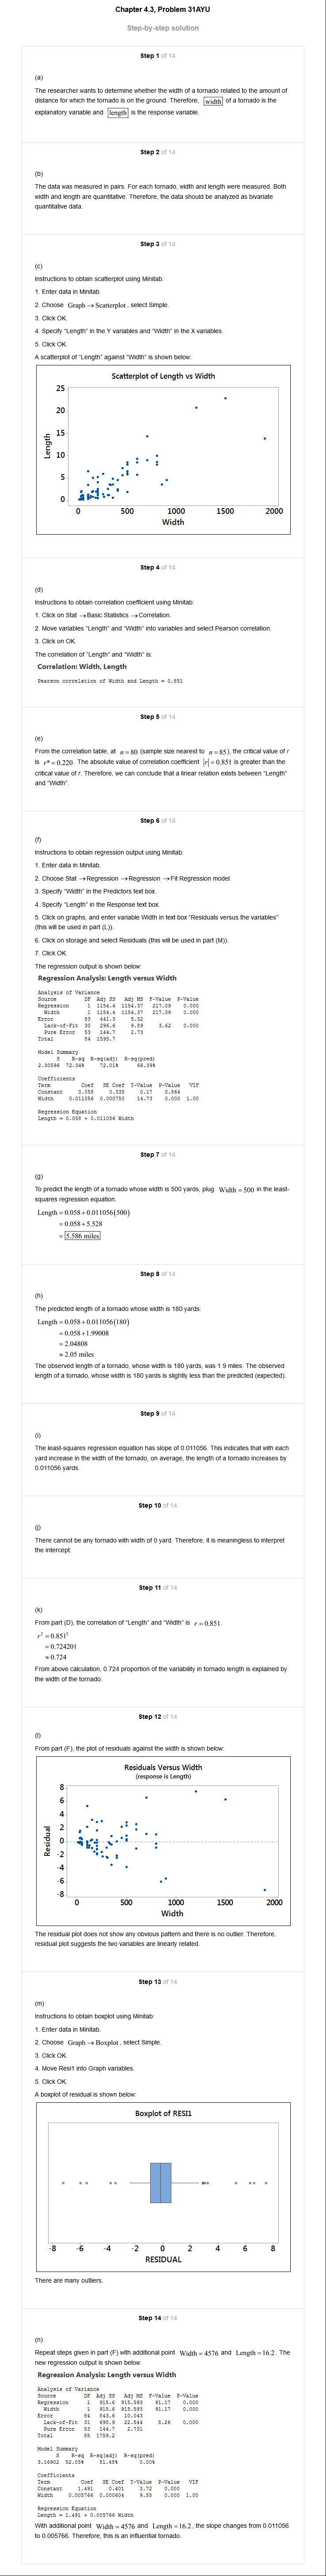 Chapter 4.3, Problem 31AYU
Step-by-step solution
Step 1 of 14
(a)
The researcher wants to determine whether the width of a tornado related to the amount of
distance for which the tornado is on the ground. Therefore, width of a tornado is the
explanatory variable and length is the response variable.
Step 2 of 14
(b)
The data was measured in pairs. For each tornado, width and length were measured. Both
width and length are quantitative. Therefore, the data should be analyzed as bivariate
quantitative data.
Step 3 of 14
(c)
Instructions to obtain scatterplot using Minitab:
1. Enter data in Minitab.
2. Choose Graph → Scatterplot, select Simple.
3. Click OK.
4. Specify "Length" in the Y variables and "Width" in the X variables.
5. Click OK.
A scatterplot of "Length" against "Width" is shown below:
Scatterplot of Length vs Width
25
20
15
10
5
0
Length
0 500 1000 1500 2000
Width
Step 4 of 14
(d)
Instructions to obtain correlation coefficient using Minitab:
1. Click on Stat → Basic Statistics → Correlation.
2. Move variables "Length" and "Width" into variables and select Pearson correlation.
3. Click on OK.
The correlation of "Length" and "Width" is:
Correlation: Width, Length
Pearson correlation of Width and Length = 0.851
Step 5 of 14
(e)
From the correlation table, at n = 80 (sample size nearest to n = 85), the critical value of r
is r* = 0.220. The absolute value of correlation coefficient |r| = 0.851 is greater than the
critical value of r. Therefore, we can conclude that a linear relation exists between "Length"
and "Width".
Step 6 of 14
(f)
Instructions to obtain regression output using Minitab:
1. Enter data in Minitab.
2. Choose Stat → Regression → Regression → Fit Regression model.
3. Specify "Width" in the Predictors text box.
4. Specify "Length" in the Response text box.
5. Click on graphs, and enter variable Width in text box "Residuals versus the variables"
(this will be used in part (L)).
6. Click on storage and select Residuals (this will be used in part (M)).
7. Click OK.
The regression output is shown below:
Regression Analysis: Length versus Width
Analysis of Variance
Source DF Adj SS Adj MS F-Value P-Value
Regression 1 1154.4 1154.37 217.09 0.000
Width 1 1154.4 1154.37 217.09 0.000
Error 83 441.3 5.32
Lack-of-Fit 30 296.6 9.89 3.62 0.000
Pure Error 53 144.7 2.73
Total 84 1595.7
Model Summary
S R-sq R-sq(adj) R-sq(pred)
2.30596 72.34% 72.01% 66.39%
Coefficients
Term Coef SE Coef T-Value P-Value VIF
Constant 0.058 0.335 0.17 0.864
Width 0.011056 0.000750 14.73 0.000 1.00
Regression Equation
Length = 0.058 + 0.011056 Width
Step 7 of 14
(g)
To predict the length of a tornado whose width is 500 yards, plug Width = 500 in the least-
squares regression equation.
Length = 0.058 + 0.011056(500)
= 0.058 + 5.528
= 5.586 miles
Step 8 of 14
(h)
The predicted length of a tornado whose width is 180 yards:
Length = 0.058 + 0.011056(180)
= 0.058 + 1.99008
= 2.04808
≈ 2.05 miles
The observed length of a tornado, whose width is 180 yards, was 1.9 miles. The observed
length of a tornado, whose width is 180 yards is slightly less than the predicted (expected).
Step 9 of 14
(i)
The least-squares regression equation has slope of 0.011056. This indicates that with each
yard increase in the width of the tornado, on average, the length of a tornado increases by
0.011056 yards.
Step 10 of 14
(j)
There cannot be any tornado with width of 0 yard. Therefore, it is meaningless to interpret
the intercept.
Step 11 of 14
(k)
From part (D), the correlation of "Length" and "Width" is r = 0.851.
r² = 0.851²
= 0.724201
≈ 0.724
From above calculation, 0.724 proportion of the variability in tornado length is explained by
the width of the tornado.
Step 12 of 14
(l)
From part (F), the plot of residuals against the width is shown below:
Residuals Versus Width
(response is Length)
8
6
4
2
0
-2
-4
-6
-8
Residual
0 500 1000 1500 2000
Width
The residual plot does not show any obvious pattern and there is no outlier. Therefore,
residual plot suggests the two variables are linearly related.
Step 13 of 14
(m)
Instructions to obtain boxplot using Minitab:
1. Enter data in Minitab.
2. Choose Graph → Boxplot, select Simple.
3. Click OK.
4. Move Resi1 into Graph variables.
5. Click OK.
A boxplot of residual is shown below:
Boxplot of RESI1
-8 -6 -4 -2 0 2 4 6 8
RESIDUAL
There are many outliers.
Step 14 of 14
(n)
Repeat steps given in part (F) with additional point Width = 4576 and Length = 16.2. The
new regression output is shown below:
Regression Analysis: Length versus Width
Analysis of Variance
Source DF Adj SS Adj MS F-Value P-Value
Regression 1 915.6 915.593 91.17 0.000
Width 1 915.6 915.593 91.17 0.000
Error 84 843.6 10.043
Lack-of-Fit 31 698.9 22.544 8.26 0.000
Pure Error 53 144.7 2.731
Total 85 1759.2
Model Summary
S R-sq R-sq(adj) R-sq(pred)
3.16902 52.05% 51.48% 0.00%
Coefficients
Term Coef SE Coef T-Value P-Value VIF
Constant 1.491 0.401 3.72 0.000
Width 0.005766 0.000604 9.55 0.000 1.00
Regression Equation
Length = 1.491 + 0.005766 Width
With additional point Width = 4576 and Length = 16.2, the slope changes from 0.011056
to 0.005766. Therefore, this is an influential tornado.